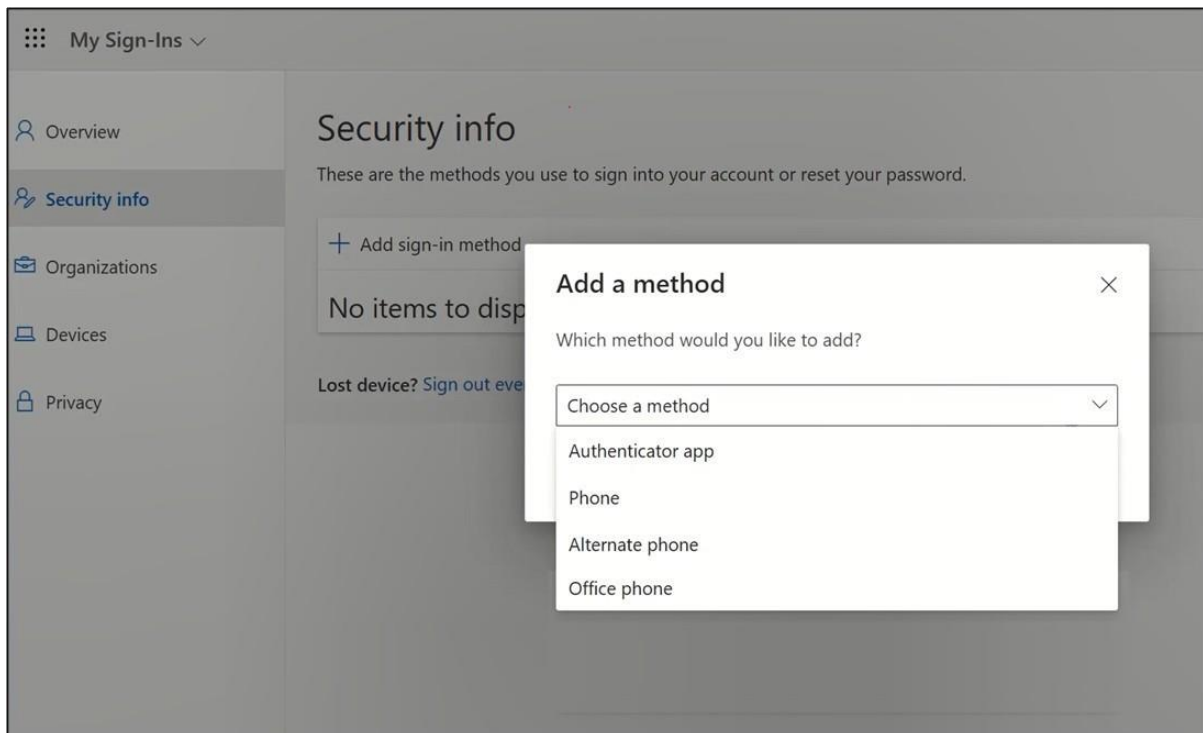 My Sign-Ins
Overview
Security info
Organizations
Devices
Privacy
Security info
These are the methods you use to sign into your account or reset your password.
Add sign-in method
No items to disp
Lost device? Sign out eve
Add a method
Which method would you like to add?
Choose a method
Authenticator app
Phone
Alternate phone
Office phone